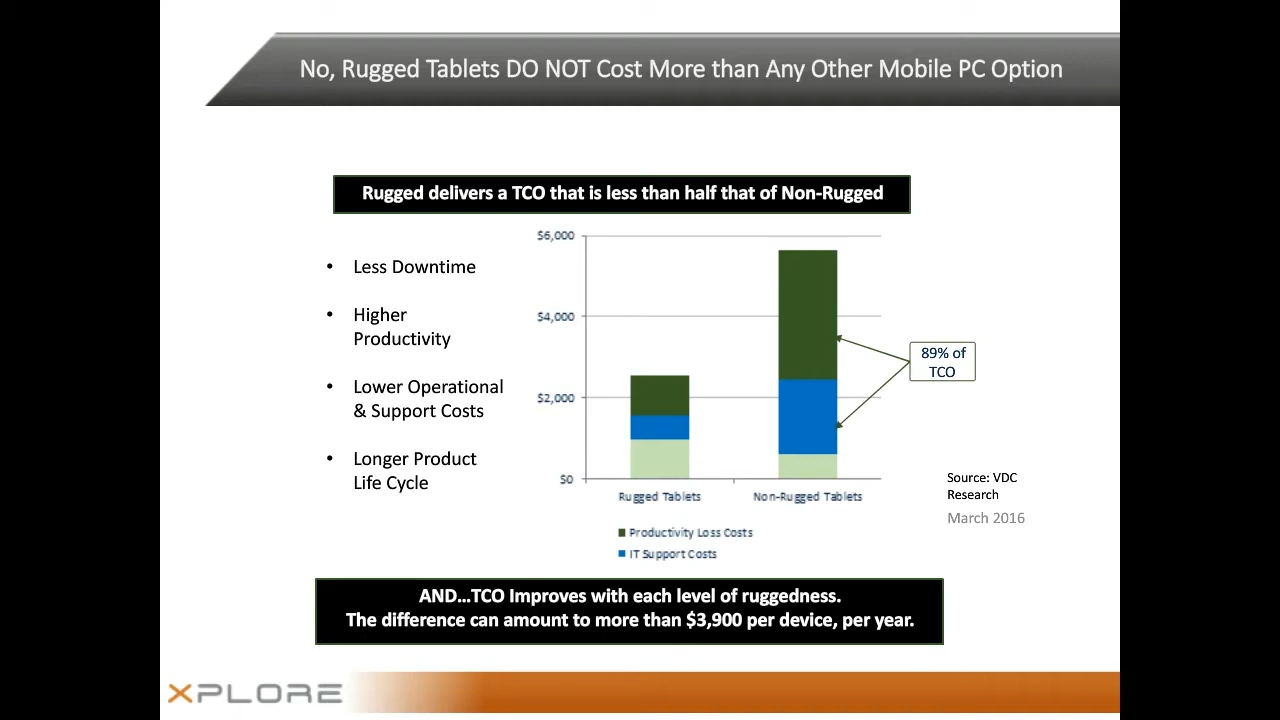 No, Rugged Tablets DO NOT Cost More than Any Other Mobile PC Option
Rugged delivers a TCO that is less than half that of Non-Rugged
• Less Downtime
• Higher
Productivity
• Lower Operational
& Support Costs
• Longer Product
Life Cycle
$6,000
$4,000
$2,000
$0
Rugged Tablets
Non-Rugged Tablets
89% of
TCO
Productivity Loss Costs
IT Support Costs
Source: VDC
Research
March 2016
AND…TCO Improves with each level of ruggedness.
The difference can amount to more than $3,900 per device, per year.
XPLORE